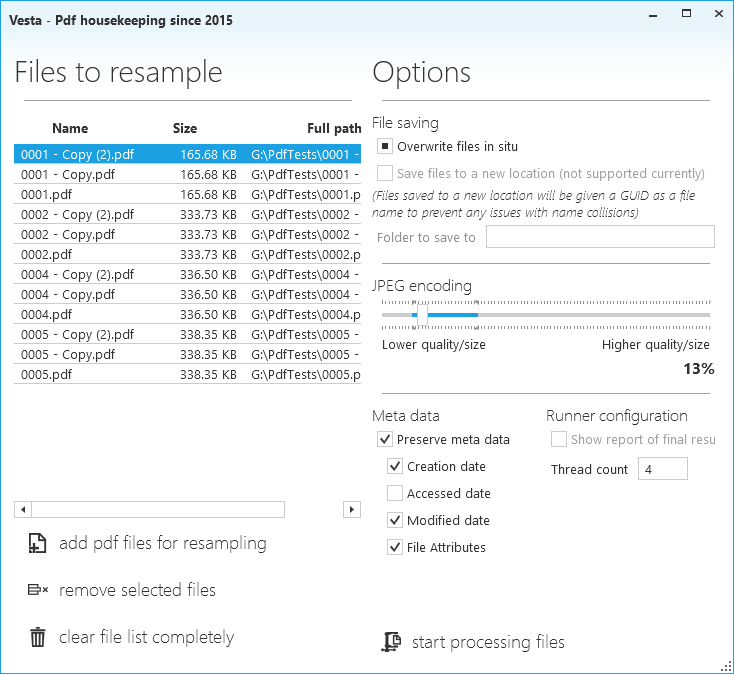 Vesta - Pdf housekeeping since 2015
Files to resample
Name Size Full path
0001 - Copy (2).pdf 165.68 KB G:\PdfTests\0001 -
0001 - Copy.pdf 165.68 KB G:\PdfTests\0001 -
0001.pdf 165.68 KB G:\PdfTests\0001.p
0002 - Copy (2).pdf 333.73 KB G:\PdfTests\0002 -
0002 - Copy.pdf 333.73 KB G:\PdfTests\0002 -
0002.pdf 333.73 KB G:\PdfTests\0002.p
0004 - Copy (2).pdf 336.50 KB G:\PdfTests\0004 -
0004 - Copy.pdf 336.50 KB G:\PdfTests\0004 -
0004.pdf 336.50 KB G:\PdfTests\0004.p
0005 - Copy (2).pdf 338.35 KB G:\PdfTests\0005 -
0005 - Copy.pdf 338.35 KB G:\PdfTests\0005 -
0005.pdf 338.35 KB G:\PdfTests\0005.p
add pdf files for resampling
remove selected files
clear file list completely
Options
File saving
Overwrite files in situ
Save files to a new location (not supported currently)
(Files saved to a new location will be given a GUID as a file
name to prevent any issues with name collisions)
Folder to save to
JPEG encoding
Lower quality/size Higher quality/size
13%
Meta data
Preserve meta data
Creation date
Accessed date
Modified date
File Attributes
Runner configuration
Show report of final resu
Thread count 4
start processing files